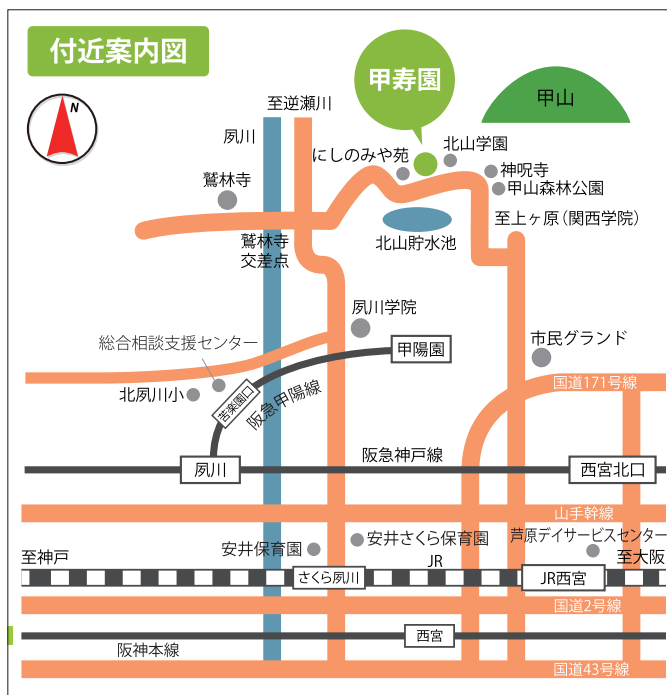 付近案内図
甲寿園
甲山
N
至逆瀬川
夙川
北山学園
にしのみや苑
神呪寺
鷲林寺
甲山森林公園
至上ヶ原（関西学院）
鷲林寺
交差点
北山貯水池
夙川学院
市民グランド
総合相談支援センター
甲陽園
国道171号線
北夙川小
苦楽園口
阪急甲陽線
阪急神戸線
夙川
西宮北口
山手幹線
安井さくら保育園
芦原デイサービスセンター
安井保育園
至神戸
JR
至大阪
さくら夙川
JR西宮
国道2号線
西宮
阪神本線
国道43号線